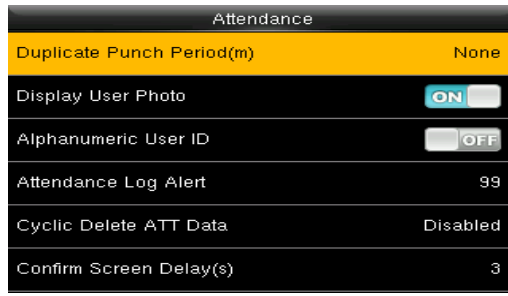 Attendance
Duplicate Punch Period(m) None
Display User Photo ON
Alphanumeric User ID OFF
Attendance Log Alert 99
Cyclic Delete ATT Data Disabled
Confirm Screen Delay(s) 3